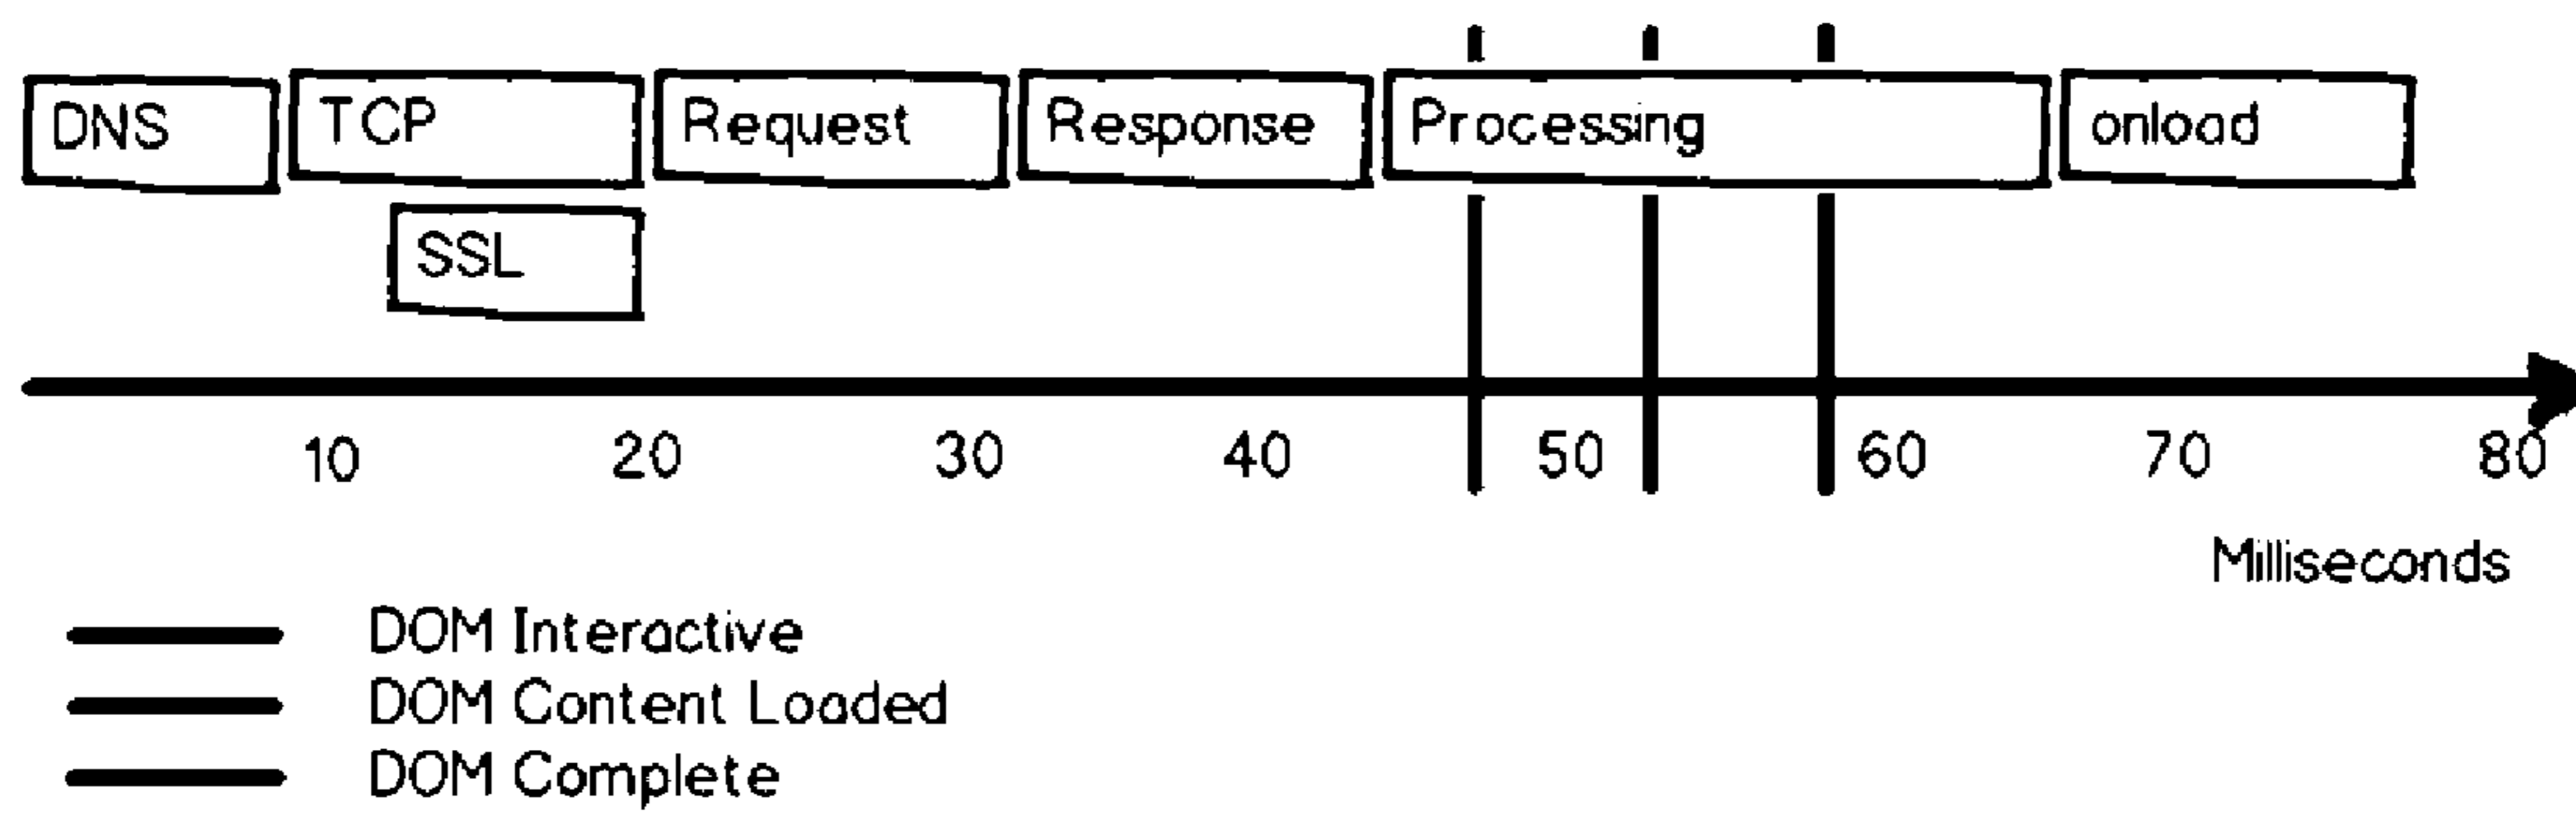 DNS TCP Request Response Processing onload
SSL
10 20 30 40 50 60 70 80
Milliseconds
DOM Interactive
DOM Content Loaded
DOM Complete